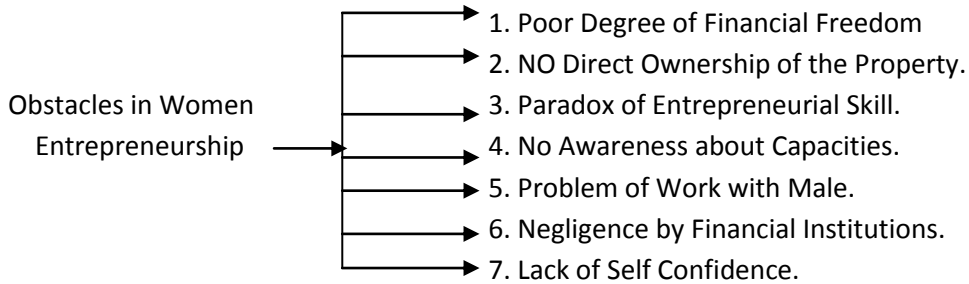 1. Poor Degree of Financial Freedom
2. NO Direct Ownership of the Property.
Obstacles in Women
Entrepreneurship
3. Paradox of Entrepreneurial Skill.
4. No Awareness about Capacities.
5. Problem of Work with Male.
6. Negligence by Financial Institutions.
7. Lack of Self Confidence.